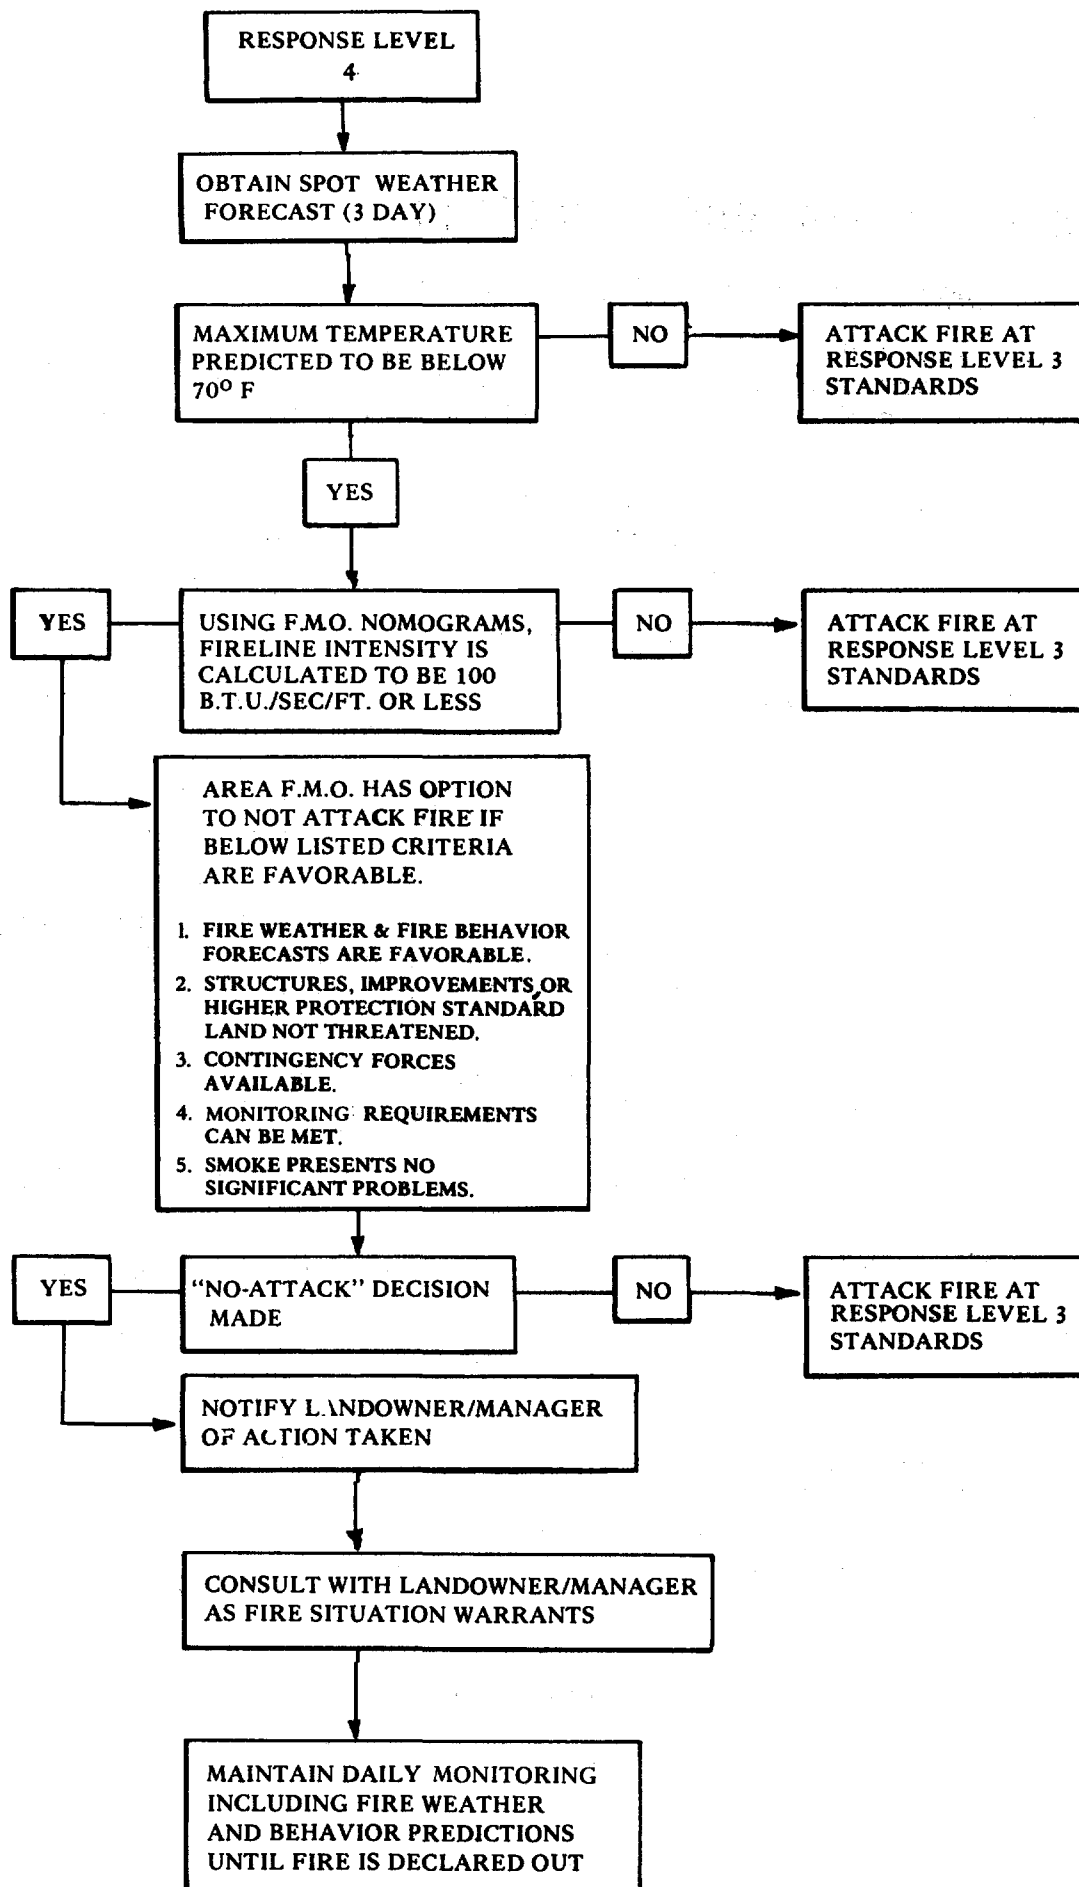 RESPONSE LEVEL
4
OBTAIN SPOT WEATHER
FORECAST (3 DAY)
MAXIMUM TEMPERATURE
PREDICTED TO BE BELOW
70º F
NO
ATTACK FIRE AT
RESPONSE LEVEL 3
STANDARDS
YES
YES
USING F.M.O. NOMOGRAMS,
FIRELINE INTENSITY IS
CALCULATED TO BE 100
B.T.U./SEC/FT. OR LESS
NO
ATTACK FIRE AT
RESPONSE LEVEL 3
STANDARDS
AREA F.M.O. HAS OPTION
TO NOT ATTACK FIRE IF
BELOW LISTED CRITERIA
ARE FAVORABLE.
1. FIRE WEATHER & FIRE BEHAVIOR
FORECASTS ARE FAVORABLE.
2. STRUCTURES, IMPROVEMENTS, OR
HIGHER PROTECTION STANDARD
LAND NOT THREATENED.
3. CONTINGENCY FORCES
AVAILABLE.
4. MONITORING REQUIREMENTS
CAN BE MET.
5. SMOKE PRESENTS NO
SIGNIFICANT PROBLEMS.
YES
“NO-ATTACK” DECISION
MADE
NO
ATTACK FIRE AT
RESPONSE LEVEL 3
STANDARDS
NOTIFY LANDOWNER/MANAGER
OF ACTION TAKEN
CONSULT WITH LANDOWNER/MANAGER
AS FIRE SITUATION WARRANTS
MAINTAIN DAILY MONITORING
INCLUDING FIRE WEATHER
AND BEHAVIOR PREDICTIONS
UNTIL FIRE IS DECLARED OUT